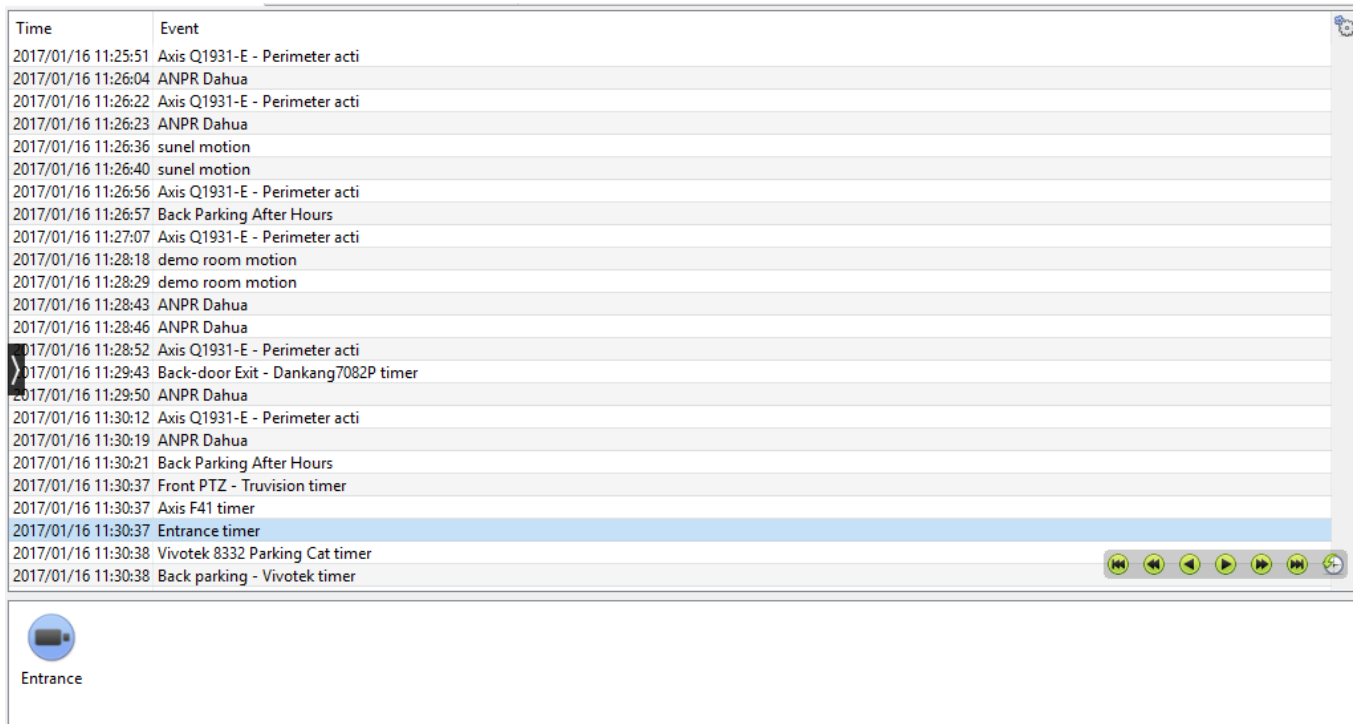 Time Event
2017/01/16 11:25:51 Axis Q1931-E - Perimeter acti
2017/01/16 11:26:04 ANPR Dahua
2017/01/16 11:26:22 Axis Q1931-E - Perimeter acti
2017/01/16 11:26:23 ANPR Dahua
2017/01/16 11:26:36 sunel motion
2017/01/16 11:26:40 sunel motion
2017/01/16 11:26:56 Axis Q1931-E - Perimeter acti
2017/01/16 11:26:57 Back Parking After Hours
2017/01/16 11:27:07 Axis Q1931-E - Perimeter acti
2017/01/16 11:28:18 demo room motion
2017/01/16 11:28:29 demo room motion
2017/01/16 11:28:43 ANPR Dahua
2017/01/16 11:28:46 ANPR Dahua
2017/01/16 11:28:52 Axis Q1931-E - Perimeter acti
2017/01/16 11:29:43 Back-door Exit - Dankang7082P timer
2017/01/16 11:29:50 ANPR Dahua
2017/01/16 11:30:12 Axis Q1931-E - Perimeter acti
2017/01/16 11:30:19 ANPR Dahua
2017/01/16 11:30:21 Back Parking After Hours
2017/01/16 11:30:37 Front PTZ - Truvision timer
2017/01/16 11:30:37 Axis F41 timer
2017/01/16 11:30:37 Entrance timer
2017/01/16 11:30:38 Vivotek 8332 Parking Cat timer
2017/01/16 11:30:38 Back parking - Vivotek timer
Entrance